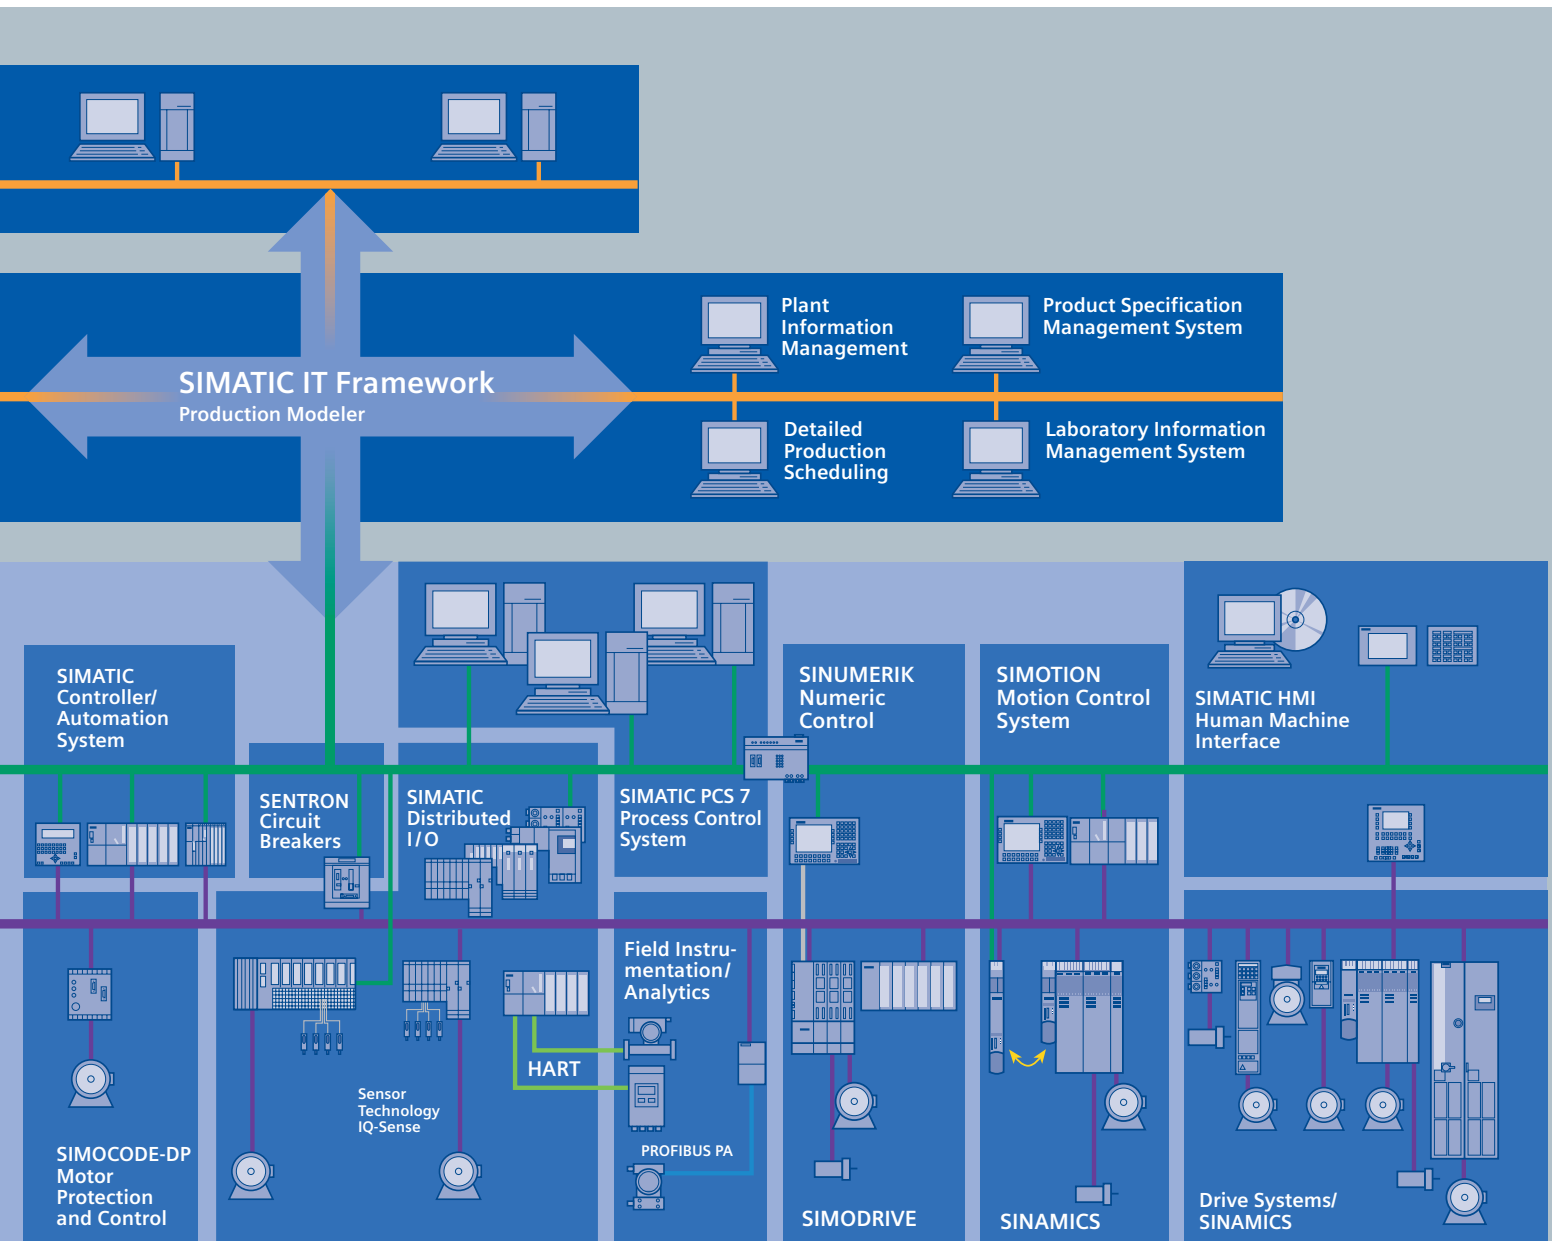 Plant
Information
Management
Product Specification
Management System
SIMATIC IT Framework
Production Modeler
Detailed
Production
Scheduling
Laboratory Information
Management System
SIMATIC
Controller/
Automation
System
SINUMERIK
Numeric
Control
SIMOTION
Motion Control
System
SIMATIC HMI
Human Machine
Interface
SENTRON
Circuit
Breakers
SIMATIC
Distributed
I/O
SIMATIC PCS 7
Process Control
System
Field Instru-
mentation/
Analytics
HART
Sensor
Technology
IQ-Sense
PROFIBUS PA
SIMOCODE-DP
Motor
Protection
and Control
SIMODRIVE
SINAMICS
Drive Systems/
SINAMICS